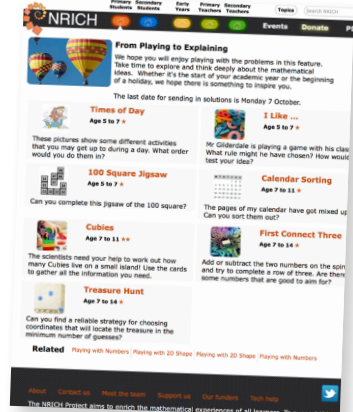 NRICH
Primary Students
Secondary Students
Early Years
Primary Teachers
Secondary Teachers
Topics
Search NRICH
Events
Donate
From Playing to Explaining
We hope you will enjoy playing with the problems in this feature.
Take time to explore and think deeply about the mathematical
ideas. Whether it's the start of your academic year or the beginning
of a holiday, we hope there is something to inspire you.
The last date for sending in solutions is Monday 7 October.
Times of Day
Age 5 to 7 ★
These pictures show some different activities
that you may get up to during a day. What order
would you do them in?
I Like ...
Age 5 to 7 ★
Mr Gilderdale is playing a game with his clas
What rule might he have chosen? How would
test your idea?
100 Square Jigsaw
Age 5 to 7 ★
Can you complete this jigsaw of the 100 square?
Calendar Sorting
Age 7 to 11 ★
The pages of my calendar have got mixed up
Can you sort them out?
Cubies
Age 7 to 11 ★★
The scientists need your help to work out how
many Cubies live on a small island! Use the cards
to gather all the information you need.
First Connect Three
Age 7 to 14 ★
Add or subtract the two numbers on the spin
and try to complete a row of three. Are then
some numbers that are good to aim for?
Treasure Hunt
Age 7 to 14 ★
Can you find a reliable strategy for choosing
coordinates that will locate the treasure in the
minimum number of guesses?
Related
Playing with Numbers | Playing with 2D Shape | Playing with 2D Shape | Playing with Numbers
About
Contact us
Meet the team
Support us
Our funders
Tech help
The NRICH Project aims to enrich the mathematical experiences of all learners.